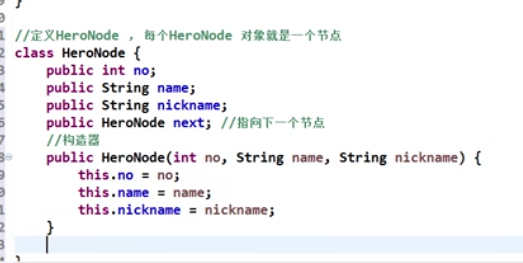 //定义HeroNode , 每个HeroNode 对象就是一个节点
class HeroNode {
public int no;
public String name;
public String nickname;
public HeroNode next; //指向下一个节点
//构造器
public HeroNode(int no, String name, String nickname) {
this.no = no;
this.name = name;
this.nickname = nickname;
}